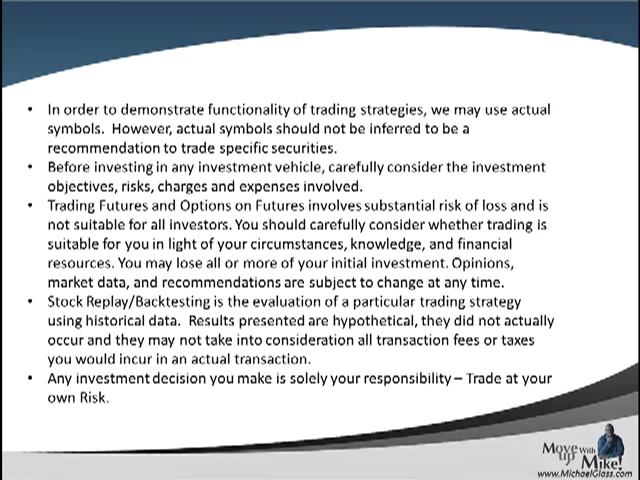 • In order to demonstrate functionality of trading strategies, we may use actual
symbols.  However, actual symbols should not be inferred to be a
recommendation to trade specific securities.
• Before investing in any investment vehicle, carefully consider the investment
objectives, risks, charges and expenses involved.
• Trading Futures and Options on Futures involves substantial risk of loss and is
not suitable for all investors. You should carefully consider whether trading is
suitable for you in light of your circumstances, knowledge, and financial
resources. You may lose all or more of your initial investment. Opinions,
market data, and recommendations are subject to change at any time.
• Stock Replay/Backtesting is the evaluation of a particular trading strategy
using historical data.  Results presented are hypothetical, they did not actually
occur and they may not take into consideration all transaction fees or taxes
you would incur in an actual transaction.
• Any investment decision you make is solely your responsibility – Trade at your
own Risk.
Move up With Mike!
www.MichaelGlass.com